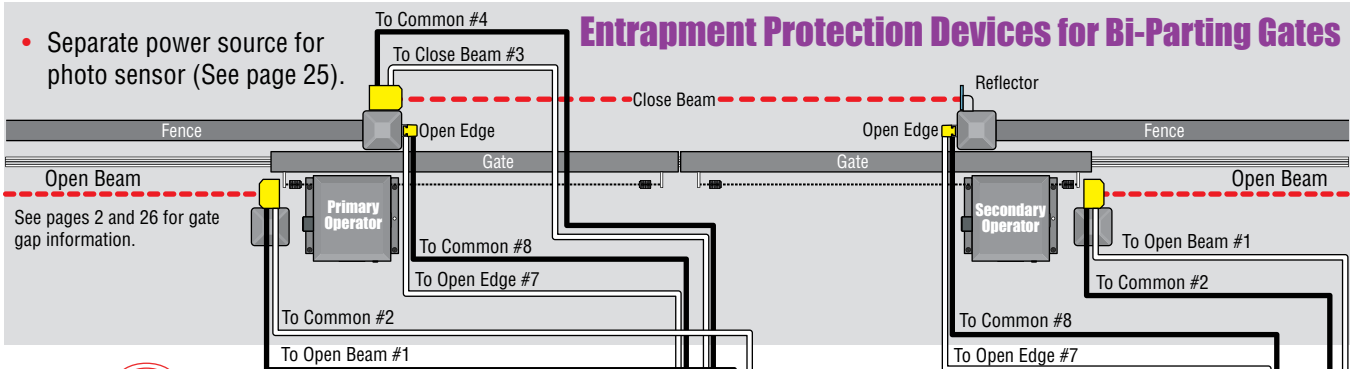 Entrapment Protection Devices for Bi-Parting Gates
• Separate power source for
photo sensor (See page 25).
To Common #4
To Close Beam #3
Close Beam
Reflector
Fence
Open Edge
Open Edge
Fence
Gate
Gate
Open Beam
Open Beam
See pages 2 and 26 for gate
gap information.
Primary
Operator
Secondary
Operator
To Common #8
To Open Edge #7
To Common #2
To Open Beam #1
To Open Beam #1
To Common #2
To Common #8
To Open Edge #7